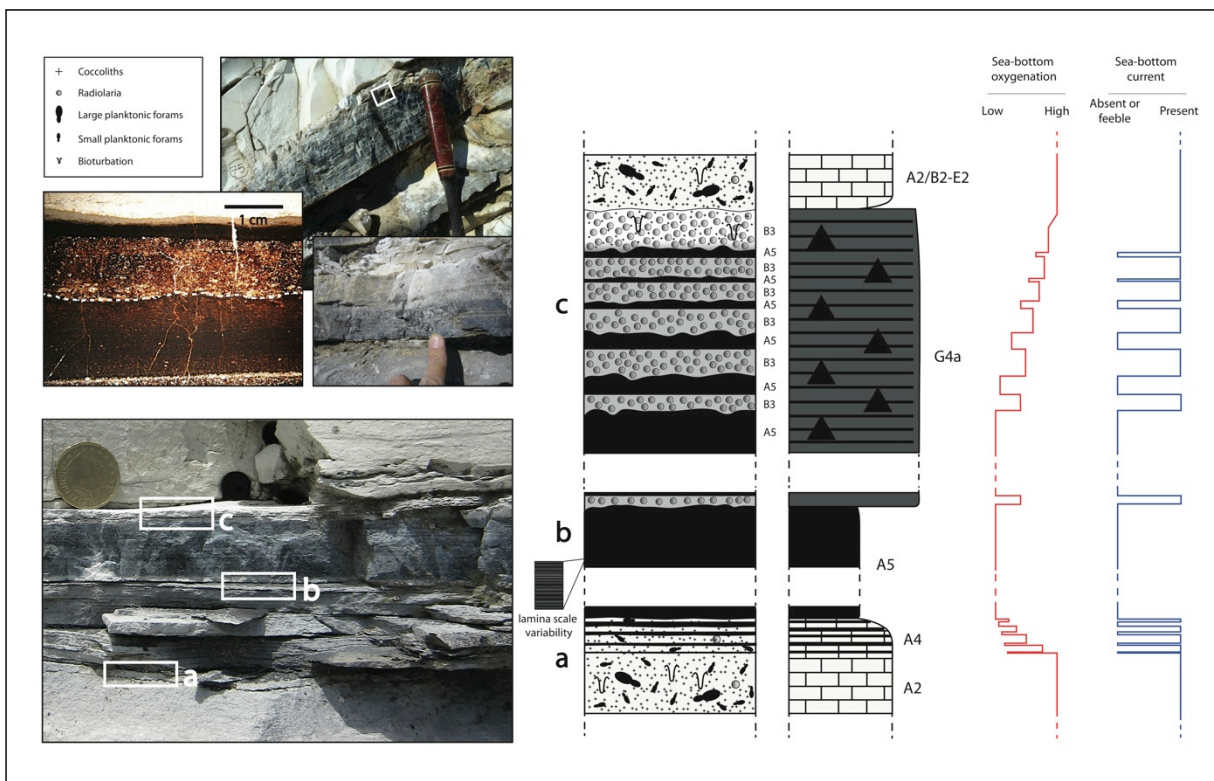 Coccoliths
Radiolaria
Large planktonic forams
Small planktonic forams
Bioturbation
1 cm
c
b
a
Sea-bottom
oxygenation
Low
High
Sea-bottom
current
Absent or
feeble
Present
c
B3
A5
B3
A5
B3
A5
B3
A5
B3
A5
B3
A5
A2/B2-E2
G4a
b
A5
lamina scale
variability
a
A4
A2